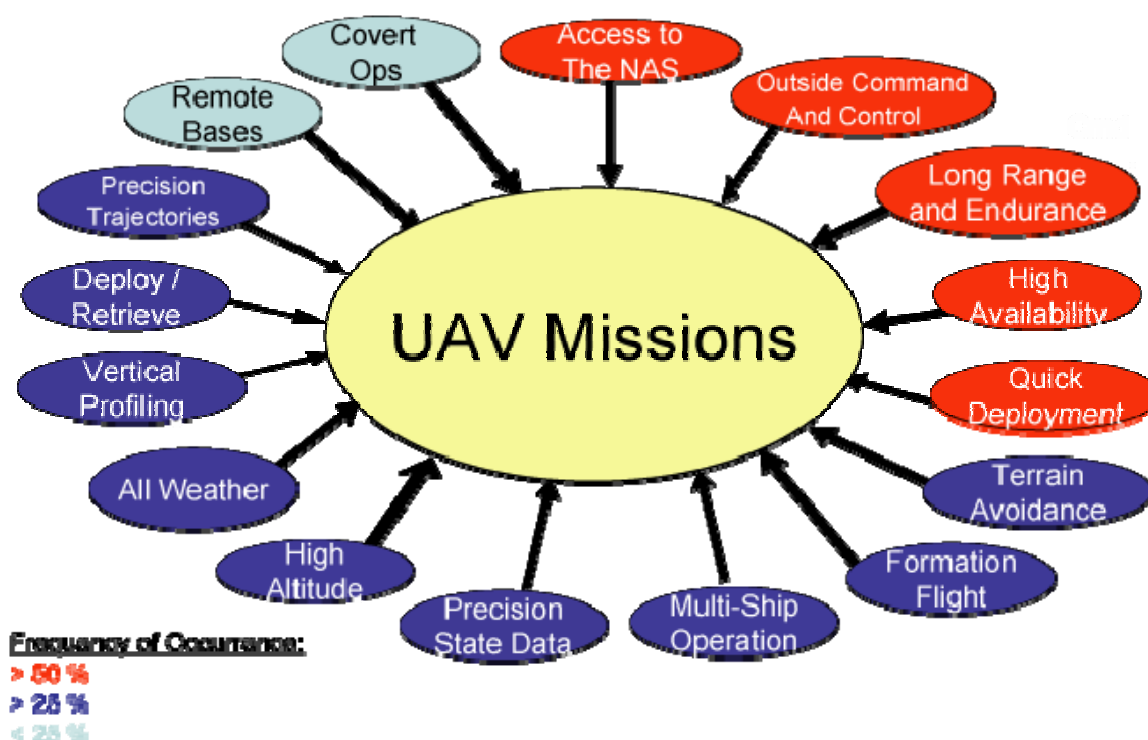 Covert
Ops
Access to
The NAS
Outside Command
And Control
Remote
Bases
Long Range
and Endurance
Precision
Trajectories
High
Availability
Deploy /
Retrieve
UAV Missions
Quick
Deployment
Vertical
Profiling
Terrain
Avoidance
All Weather
Formation
Flight
High
Altitude
Precision
State Data
Multi-Ship
Operation
Frequency of Occurrance:
> 50 %
> 25 %
< 25 %